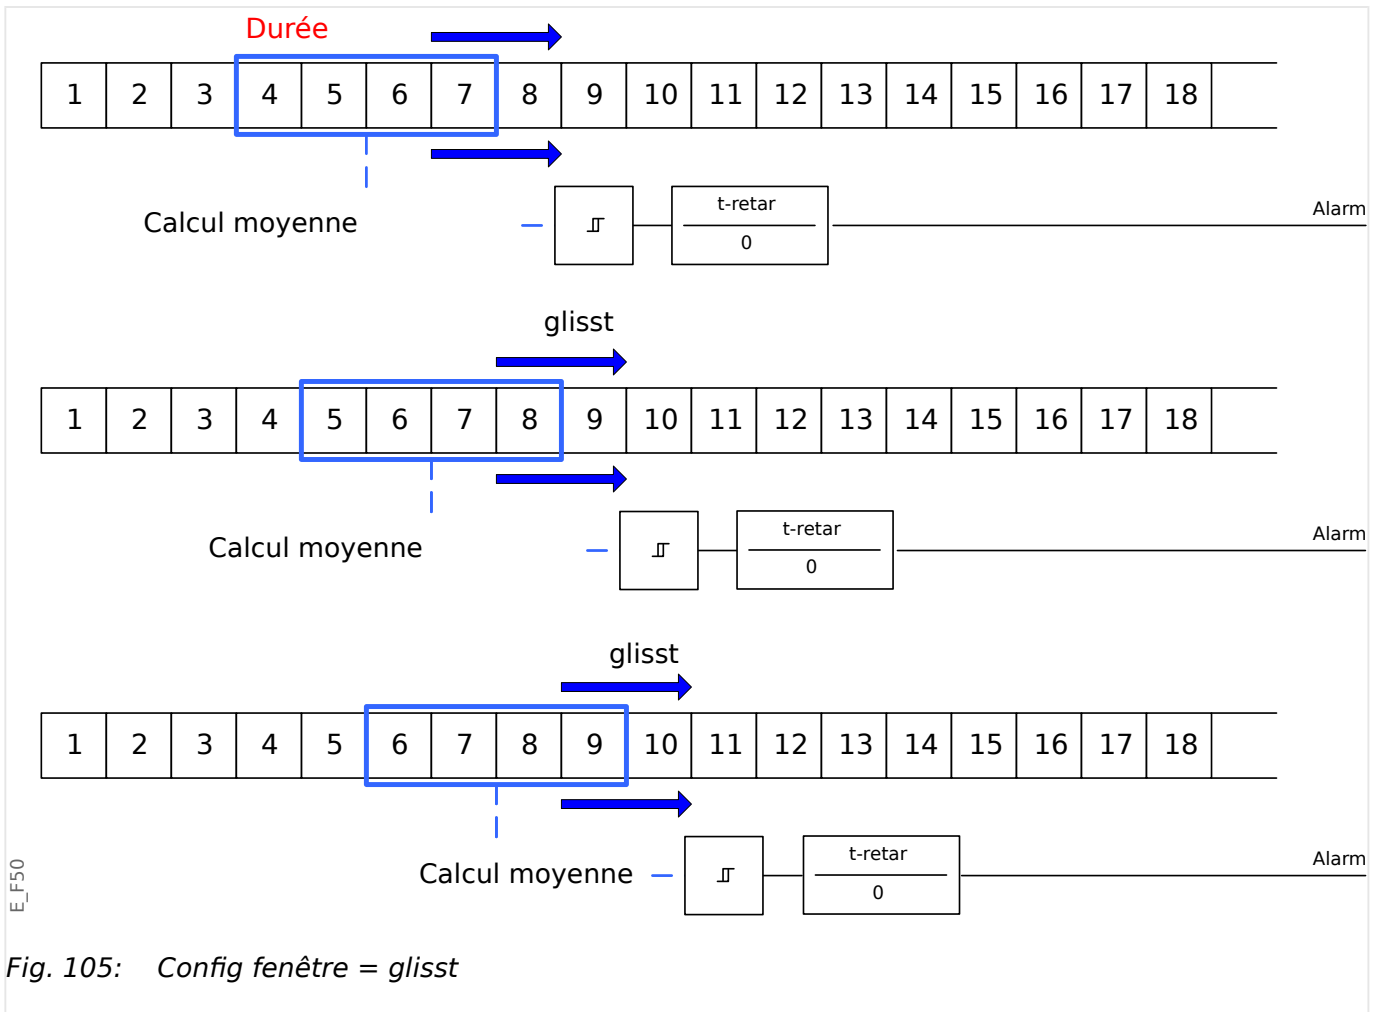 Durée
1 2 3 4 5 6 7 8 9 10 11 12 13 14 15 16 17 18
Calcul moyenne
t-retar
0
Alarm
glisst
1 2 3 4 5 6 7 8 9 10 11 12 13 14 15 16 17 18
Calcul moyenne
t-retar
0
Alarm
glisst
1 2 3 4 5 6 7 8 9 10 11 12 13 14 15 16 17 18
Calcul moyenne
t-retar
0
Alarm
E_F50
Fig. 105: Config fenêtre = glisst